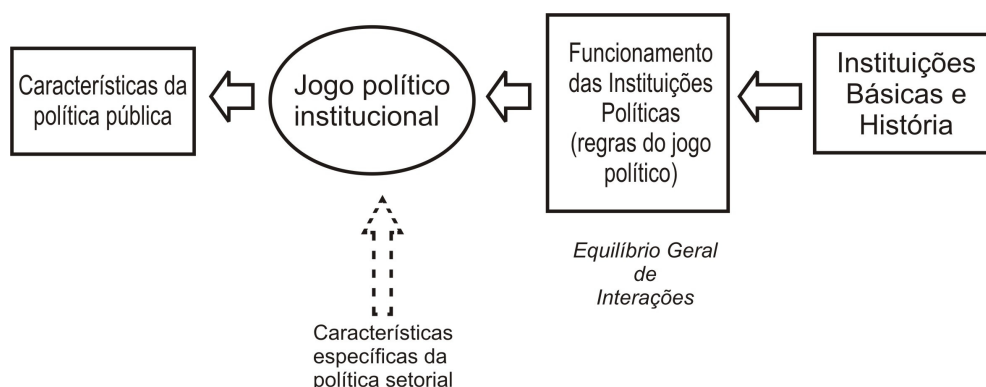 Características da
política pública
Jogo político
institucional
Funcionamento
das Instituições
Políticas
(regras do jogo
político)
Instituições
Básicas e
História
Equilíbrio Geral
de
Interações
Características
específicas da
política setorial